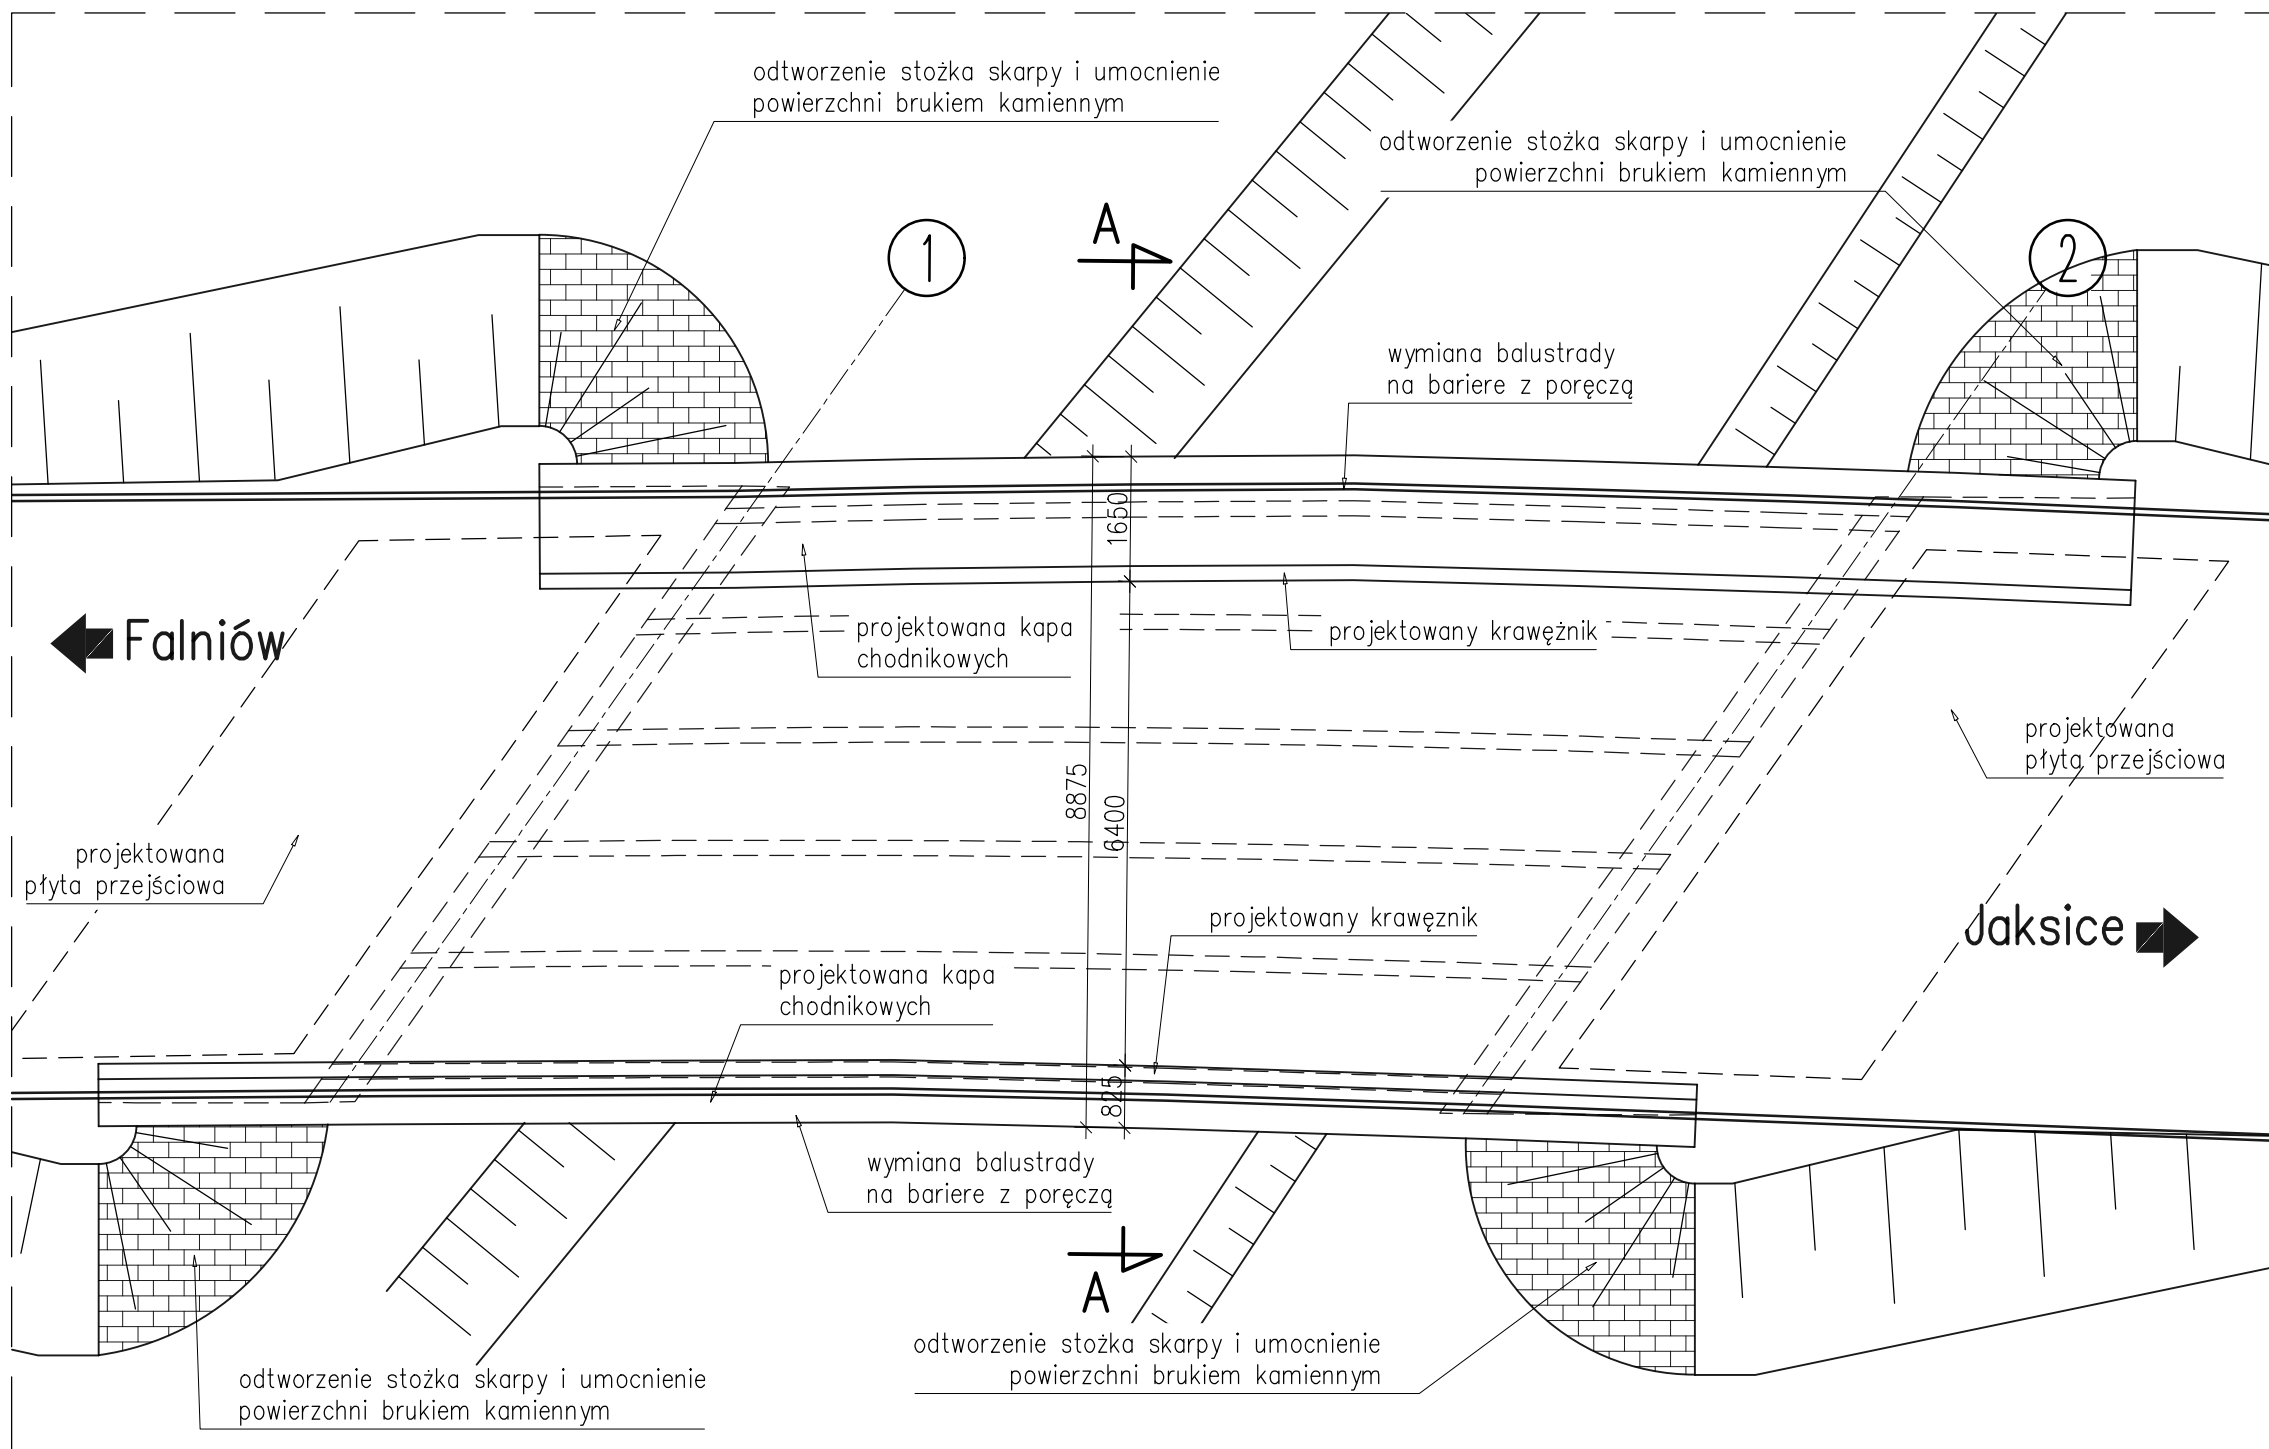 odtworzenie stożka skarpy i umocnienie
powierzchni brukiem kamiennym
odtworzenie stożka skarpy i umocnienie
powierzchni brukiem kamiennym
A
1
2
wymiana balustrady
na bariere z poręczą
1650
Falniów
projektowana kapa
chodnikowych
projektowany krawężnik
projektowana
płyta przejściowa
8875
6400
projektowana
płyta przejściowa
projektowany krawęznik
Jaksice
projektowana kapa
chodnikowych
825
wymiana balustrady
na bariere z poręczą
A
odtworzenie stożka skarpy i umocnienie
powierzchni brukiem kamiennym
odtworzenie stożka skarpy i umocnienie
powierzchni brukiem kamiennym